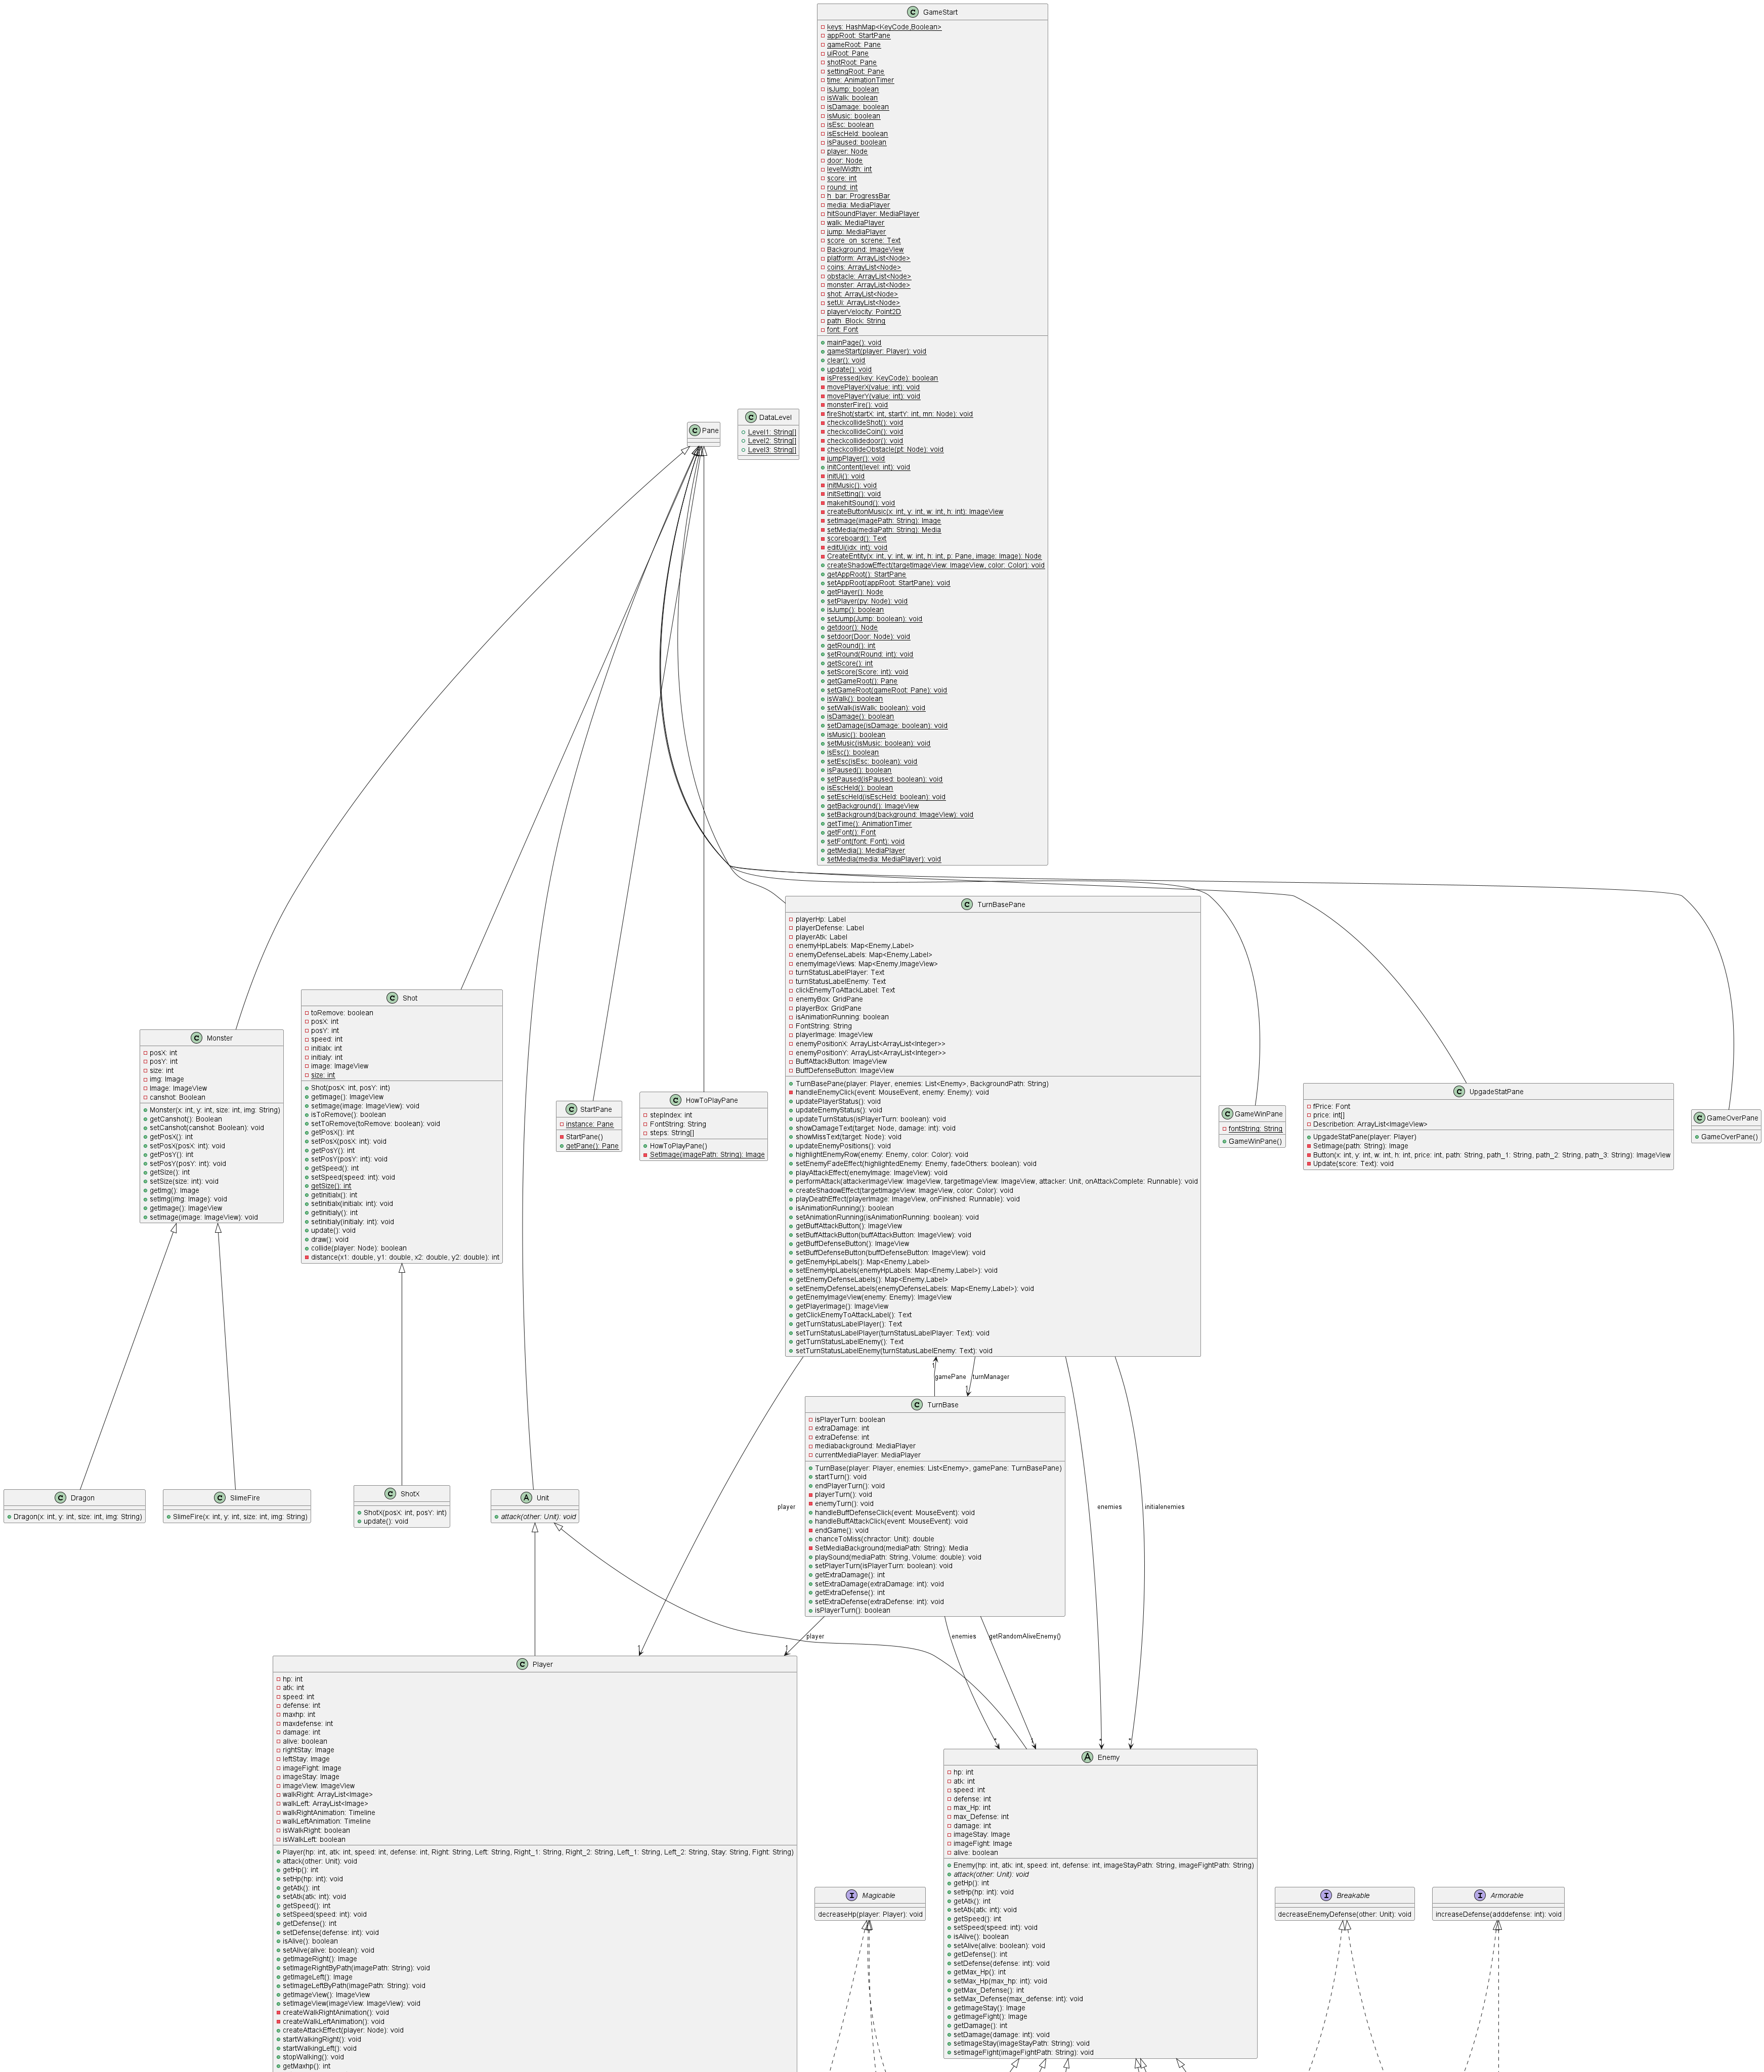 GameStart
keys: HashMap<KeyCode,Boolean>
appRoot: StartPane
gameRoot: Pane
uiRoot: Pane
shotRoot: Pane
settingRoot: Pane
time: AnimationTimer
isJump: boolean
isWalk: boolean
isDamage: boolean
isMusic: boolean
isEsc: boolean
isEscHeld: boolean
isPaused: boolean
player: Node
door: Node
levelWidth: int
score: int
round: int
h_bar: ProgressBar
media: MediaPlayer
hitSoundPlayer: MediaPlayer
walk: MediaPlayer
jump: MediaPlayer
score_on_screne: Text
Background: ImageView
platform: ArrayList<Node>
coins: ArrayList<Node>
obstacle: ArrayList<Node>
monster: ArrayList<Node>
shot: ArrayList<Node>
setUi: ArrayList<Node>
playerVelocity: Point2D
path_Block: String
font: Font
mainPage(): void
gameStart(player: Player): void
clear(): void
update(): void
isPressed(key: KeyCode): boolean
movePlayerX(value: int): void
movePlayerY(value: int): void
monsterFire(): void
fireShot(startX: int, startY: int, mn: Node): void
checkcollideShot(): void
checkcollideCoin(): void
checkcollidedoor(): void
checkcollideObstacle(pt: Node): void
jumpPlayer(): void
initContent(level: int): void
initUi(): void
initMusic(): void
initSetting(): void
makehitSound(): void
createButtonMusic(x: int, y: int, w: int, h: int): ImageView
setImage(imagePath: String): Image
setMedia(mediaPath: String): Media
scoreboard(): Text
editUi(idx: int): void
CreateEntity(x: int, y: int, w: int, h: int, p: Pane, image: Image): Node
createShadowEffect(targetImageView: ImageView, color: Color): void
getAppRoot(): StartPane
setAppRoot(appRoot: StartPane): void
getPlayer(): Node
setPlayer(py: Node): void
isJump(): boolean
setJump(Jump: boolean): void
getdoor(): Node
setdoor(Door: Node): void
getRound(): int
setRound(Round: int): void
getScore(): int
setScore(Score: int): void
getGameRoot(): Pane
setGameRoot(gameRoot: Pane): void
isWalk(): boolean
setWalk(isWalk: boolean): void
isDamage(): boolean
setDamage(isDamage: boolean): void
isMusic(): boolean
setMusic(isMusic: boolean): void
isEsc(): boolean
setEsc(isEsc: boolean): void
isPaused(): boolean
setPaused(isPaused: boolean): void
isEscHeld(): boolean
setEscHeld(isEscHeld: boolean): void
getBackground(): ImageView
setBackground(background: ImageView): void
getTime(): AnimationTimer
getFont(): Font
setFont(font: Font): void
getMedia(): MediaPlayer
setMedia(media: MediaPlayer): void
Pane
DataLevel
Level1: String[]
Level2: String[]
Level3: String[]
TurnBasePane
playerHp: Label
playerDefense: Label
playerAtk: Label
enemyHpLabels: Map<Enemy,Label>
enemyDefenseLabels: Map<Enemy,Label>
enemyImageViews: Map<Enemy,ImageView>
turnStatusLabelPlayer: Text
turnStatusLabelEnemy: Text
clickEnemyToAttackLabel: Text
enemyBox: GridPane
playerBox: GridPane
isAnimationRunning: boolean
FontString: String
playerImage: ImageView
enemyPositionX: ArrayList<ArrayList<Integer>>
enemyPositionY: ArrayList<ArrayList<Integer>>
BuffAttackButton: ImageView
BuffDefenseButton: ImageView
TurnBasePane(player: Player, enemies: List<Enemy>, BackgroundPath: String)
handleEnemyClick(event: MouseEvent, enemy: Enemy): void
updatePlayerStatus(): void
updateEnemyStatus(): void
updateTurnStatus(isPlayerTurn: boolean): void
showDamageText(target: Node, damage: int): void
showMissText(target: Node): void
updateEnemyPositions(): void
highlightEnemyRow(enemy: Enemy, color: Color): void
setEnemyFadeEffect(highlightedEnemy: Enemy, fadeOthers: boolean): void
playAttackEffect(enemyImage: ImageView): void
performAttack(attackerImageView: ImageView, targetImageView: ImageView, attacker: Unit, onAttackComplete: Runnable): void
createShadowEffect(targetImageView: ImageView, color: Color): void
playDeathEffect(playerImage: ImageView, onFinished: Runnable): void
isAnimationRunning(): boolean
setAnimationRunning(isAnimationRunning: boolean): void
getBuffAttackButton(): ImageView
setBuffAttackButton(buffAttackButton: ImageView): void
getBuffDefenseButton(): ImageView
setBuffDefenseButton(buffDefenseButton: ImageView): void
getEnemyHpLabels(): Map<Enemy,Label>
setEnemyHpLabels(enemyHpLabels: Map<Enemy,Label>): void
getEnemyDefenseLabels(): Map<Enemy,Label>
setEnemyDefenseLabels(enemyDefenseLabels: Map<Enemy,Label>): void
getEnemyImageView(enemy: Enemy): ImageView
getPlayerImage(): ImageView
getClickEnemyToAttackLabel(): Text
getTurnStatusLabelPlayer(): Text
setTurnStatusLabelPlayer(turnStatusLabelPlayer: Text): void
getTurnStatusLabelEnemy(): Text
setTurnStatusLabelEnemy(turnStatusLabelEnemy: Text): void
Shot
toRemove: boolean
posX: int
posY: int
speed: int
initialx: int
initialy: int
image: ImageView
size: int
Shot(posX: int, posY: int)
getImage(): ImageView
setImage(image: ImageView): void
isToRemove(): boolean
setToRemove(toRemove: boolean): void
getPosX(): int
setPosX(posX: int): void
getPosY(): int
setPosY(posY: int): void
getSpeed(): int
setSpeed(speed: int): void
getSize(): int
getInitialx(): int
setInitialx(initialx: int): void
getInitialy(): int
setInitialy(initialy: int): void
update(): void
draw(): void
collide(player: Node): boolean
distance(x1: double, y1: double, x2: double, y2: double): int
Monster
posX: int
posY: int
size: int
img: Image
Image: ImageView
canshot: Boolean
Monster(x: int, y: int, size: int, img: String)
getCanshot(): Boolean
setCanshot(canshot: Boolean): void
getPosX(): int
setPosX(posX: int): void
getPosY(): int
setPosY(posY: int): void
getSize(): int
setSize(size: int): void
getImg(): Image
setImg(img: Image): void
getImage(): ImageView
setImage(image: ImageView): void
StartPane
instance: Pane
StartPane()
getPane(): Pane
HowToPlayPane
stepIndex: int
FontString: String
steps: String[]
HowToPlayPane()
SetImage(imagePath: String): Image
GameWinPane
fontString: String
GameWinPane()
UpgadeStatPane
fPrice: Font
price: int[]
Describetion: ArrayList<ImageView>
UpgadeStatPane(player: Player)
SetImage(path: String): Image
Button(x: int, y: int, w: int, h: int, price: int, path: String, path_1: String, path_2: String, path_3: String): ImageView
Update(score: Text): void
GameOverPane
GameOverPane()
1
gamePane
turnManager
1
TurnBase
isPlayerTurn: boolean
extraDamage: int
extraDefense: int
mediabackground: MediaPlayer
currentMediaPlayer: MediaPlayer
TurnBase(player: Player, enemies: List<Enemy>, gamePane: TurnBasePane)
startTurn(): void
endPlayerTurn(): void
playerTurn(): void
enemyTurn(): void
handleBuffDefenseClick(event: MouseEvent): void
handleBuffAttackClick(event: MouseEvent): void
endGame(): void
chanceToMiss(chractor: Unit): double
SetMediaBackground(mediaPath: String): Media
playSound(mediaPath: String, Volume: double): void
setPlayerTurn(isPlayerTurn: boolean): void
getExtraDamage(): int
setExtraDamage(extraDamage: int): void
getExtraDefense(): int
setExtraDefense(extraDefense: int): void
isPlayerTurn(): boolean
Dragon
Dragon(x: int, y: int, size: int, img: String)
SlimeFire
SlimeFire(x: int, y: int, size: int, img: String)
ShotX
ShotX(posX: int, posY: int)
update(): void
Unit
attack(other: Unit): void
player
enemies
initialenemies
player
enemies
getRandomAliveEnemy()
1
1
*
1
*
*
Player
hp: int
atk: int
speed: int
defense: int
maxhp: int
maxdefense: int
damage: int
alive: boolean
rightStay: Image
leftStay: Image
imageFight: Image
imageStay: Image
imageView: ImageView
walkRight: ArrayList<Image>
walkLeft: ArrayList<Image>
walkRightAnimation: Timeline
walkLeftAnimation: Timeline
isWalkRight: boolean
isWalkLeft: boolean
Player(hp: int, atk: int, speed: int, defense: int, Right: String, Left: String, Right_1: String, Right_2: String, Left_1: String, Left_2: String, Stay: String, Fight: String)
attack(other: Unit): void
getHp(): int
setHp(hp: int): void
getAtk(): int
setAtk(atk: int): void
getSpeed(): int
setSpeed(speed: int): void
getDefense(): int
setDefense(defense: int): void
isAlive(): boolean
setAlive(alive: boolean): void
getImageRight(): Image
setImageRightByPath(imagePath: String): void
getImageLeft(): Image
setImageLeftByPath(imagePath: String): void
getImageView(): ImageView
setImageView(imageView: ImageView): void
createWalkRightAnimation(): void
createWalkLeftAnimation(): void
createAttackEffect(player: Node): void
startWalkingRight(): void
startWalkingLeft(): void
stopWalking(): void
getMaxhp(): int
Enemy
hp: int
atk: int
speed: int
defense: int
max_Hp: int
max_Defense: int
damage: int
imageStay: Image
imageFight: Image
alive: boolean
Enemy(hp: int, atk: int, speed: int, defense: int, imageStayPath: String, imageFightPath: String)
attack(other: Unit): void
getHp(): int
setHp(hp: int): void
getAtk(): int
setAtk(atk: int): void
getSpeed(): int
setSpeed(speed: int): void
isAlive(): boolean
setAlive(alive: boolean): void
getDefense(): int
setDefense(defense: int): void
getMax_Hp(): int
setMax_Hp(max_hp: int): void
getMax_Defense(): int
setMax_Defense(max_defense: int): void
getImageStay(): Image
getImageFight(): Image
getDamage(): int
setDamage(damage: int): void
setImageStay(imageStayPath: String): void
setImageFight(imageFightPath: String): void
Magicable
decreaseHp(player: Player): void
Breakable
decreaseEnemyDefense(other: Unit): void
Armorable
increaseDefense(adddefense: int): void